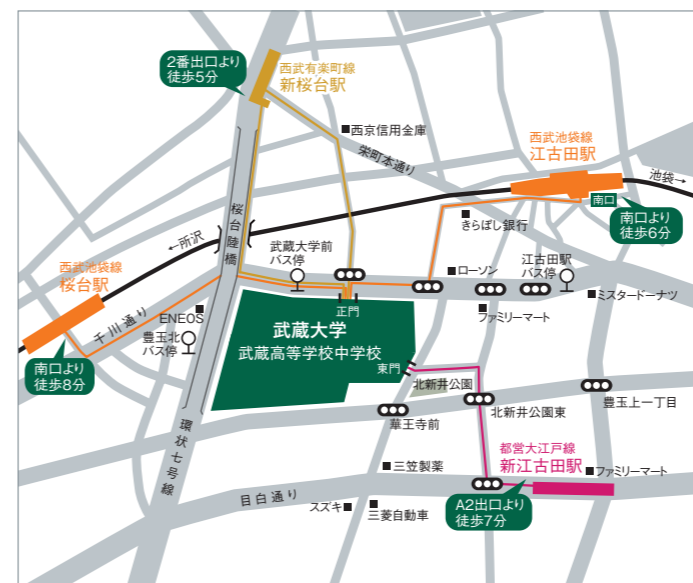 2番出口より
徒歩5分
西武有楽町線
新桜台駅
西京信用金庫
栄町本通り
西武池袋線
江古田駅
池袋→
南口
南口より
徒歩6分
きらぼし銀行
桜台陸橋
←所沢
武蔵大学前
バス停
ローソン
江古田駅
バス停
西武池袋線
桜台駅
千川通り
ENEOS
豊玉北
バス停
正門
ファミリーマート
ミスタードーナツ
武蔵大学
武蔵高等学校中学校
南口より
徒歩8分
東門
北新井公園
華王寺前
北新井公園東
豊玉上一丁目
環状七号線
都営大江戸線
新江古田駅
三笠製薬
ファミリーマート
目白通り
スズキ
三菱自動車
A2出口より
徒歩7分